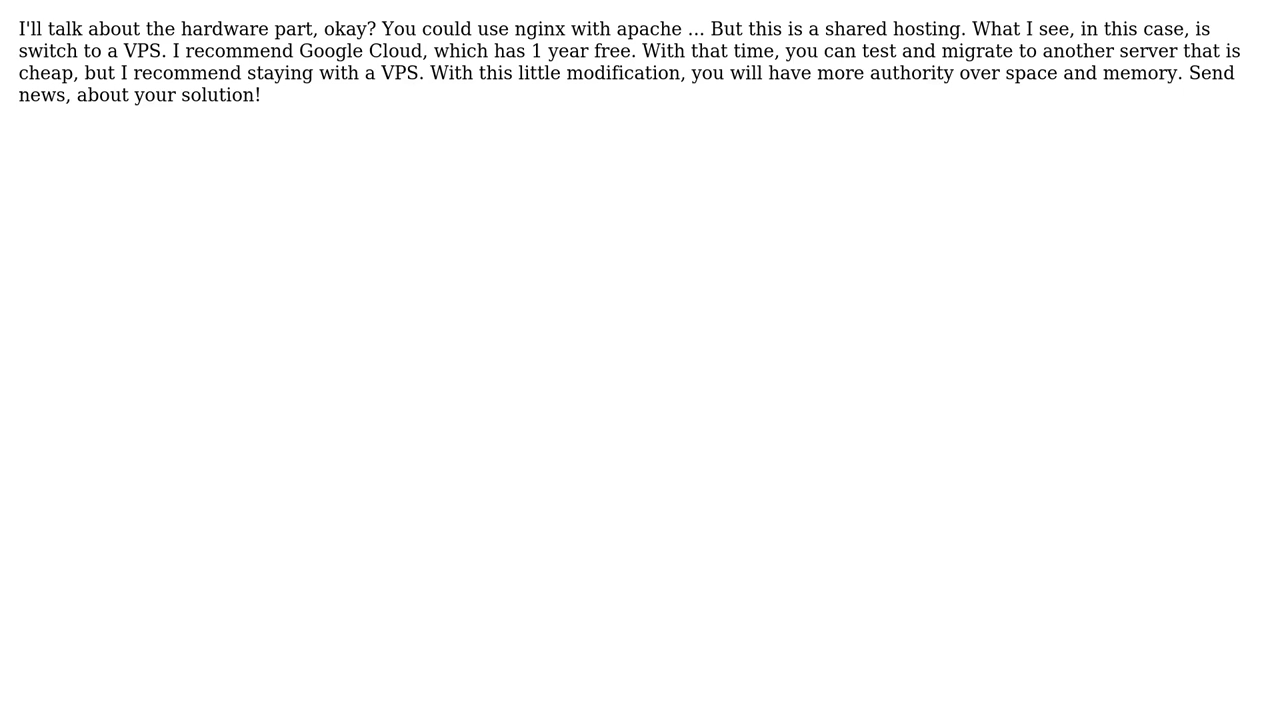 I'll talk about the hardware part, okay? You could use nginx with apache ... But this is a shared hosting. What I see, in this case, is
switch to a VPS. I recommend Google Cloud, which has 1 year free. With that time, you can test and migrate to another server that is
cheap, but I recommend staying with a VPS. With this little modification, you will have more authority over space and memory. Send
news, about your solution!